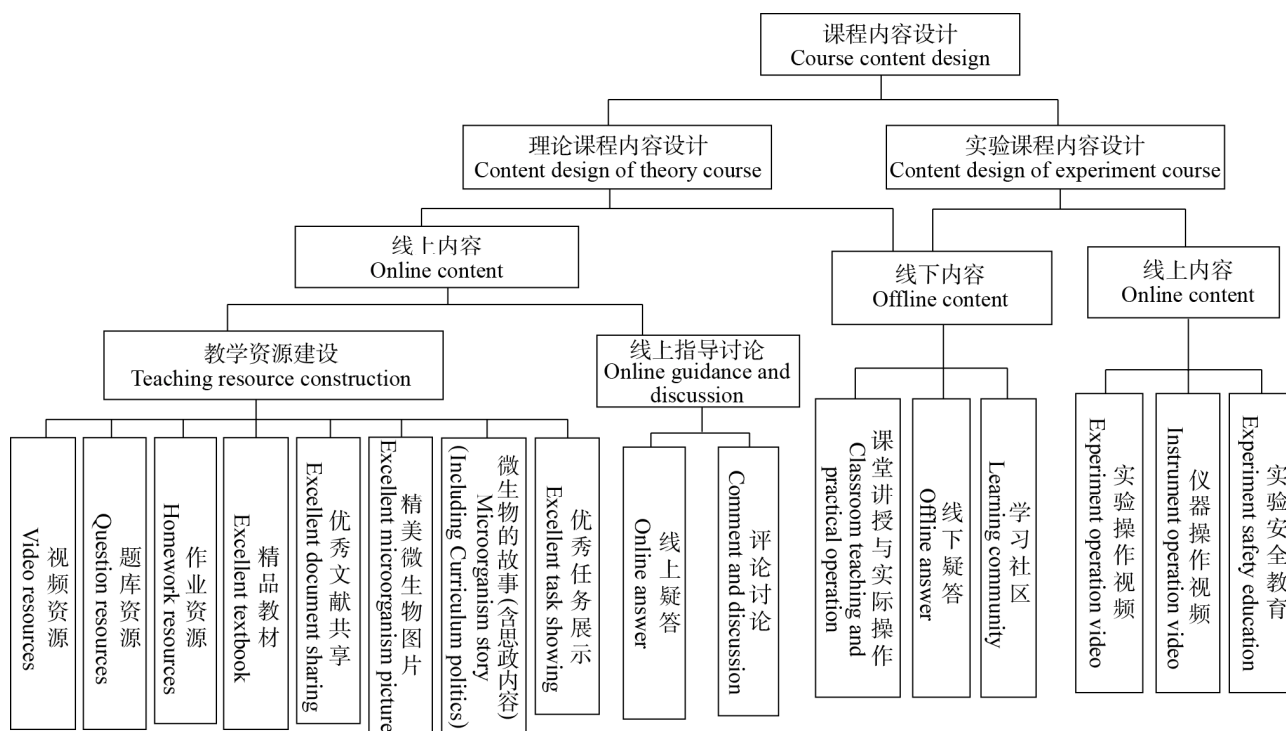 课程内容设计
Course content design
理论课程内容设计
Content design of theory course
实验课程内容设计
Content design of experiment course
线上内容
Online content
线下内容
Offline content
线上内容
Online content
教学资源建设
Teaching resource construction
线上指导讨论
Online guidance and
discussion
视频资源
Video resources
题库资源
Question resources
作业资源
Homework resources
精品教材
Excellent textbook
优秀文献共享
Excellent document sharing
精美微生物图片
Excellent microorganism picture
微生物的故事(含思政内容)
Microorganism story
(Including Curriculum politics)
优秀任务展示
Excellent task showing
线上疑答
Online answer
评论讨论
Comment and discussion
课堂讲授与实际操作
Classroom teaching and
practical operation
线下疑答
Offline answer
学习社区
Learning community
实验操作视频
Experiment operation video
仪器操作视频
Instrument operation video
实验安全教育
Experiment safety education